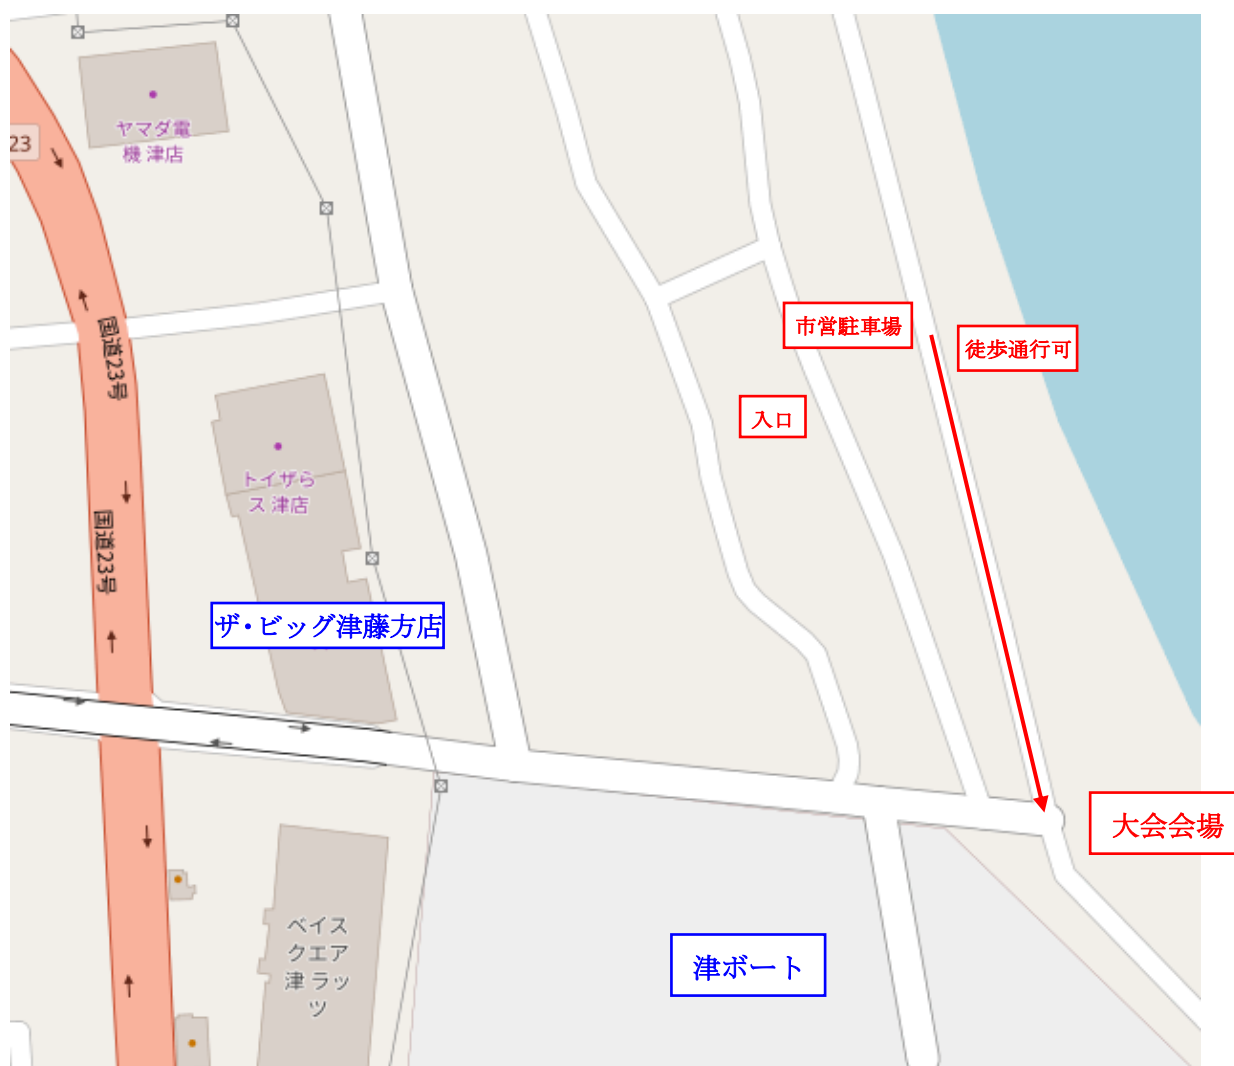 ヤマダ電
機 津店
23
国道23号
市営駐車場
徒歩通行可
入口
トイザら
ス 津店
国道23号
ザ・ビッグ津藤方店
大会会場
ベイス
クエア
津 ラッ
ツ
津ボート